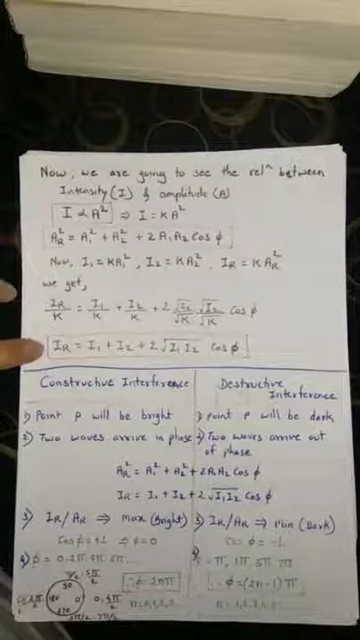 Now, we are going to see the relⁿ between
Intensity (I) & amplitude (A)
I ∝ A² ⇒ I = KA²
A_R² = A₁² + A₂² + 2A₁A₂ Cos ϕ
Now, I₁ = KA₁², I₂ = KA₂², I_R = KA_R²
we get,
I_R/K = I₁/K + I₂/K + 2 √I₁/√K √I₂/√K Cos ϕ
I_R = I₁ + I₂ + 2√I₁I₂ Cos ϕ
Constructive Interference
1) Point P will be bright
2) Two waves arrive in phase
Destructive Interference
1) Point P will be dark
2) Two waves arrive out of phase
A_R² = A₁² + A₂² + 2A₁A₂ Cos ϕ
I_R = I₁ + I₂ + 2√I₁I₂ Cos ϕ
3) I_R/A_R ⇒ Max (Bright)
Cos ϕ = +1 ⇒ ϕ = 0
4) ϕ = 0, 2π
∴ ϕ = 2nπ
3) I_R/A_R ⇒ Min (Dark)
Cos ϕ = -1
π, 3π, 5π, 7π
∴ ϕ = (2n-1)π